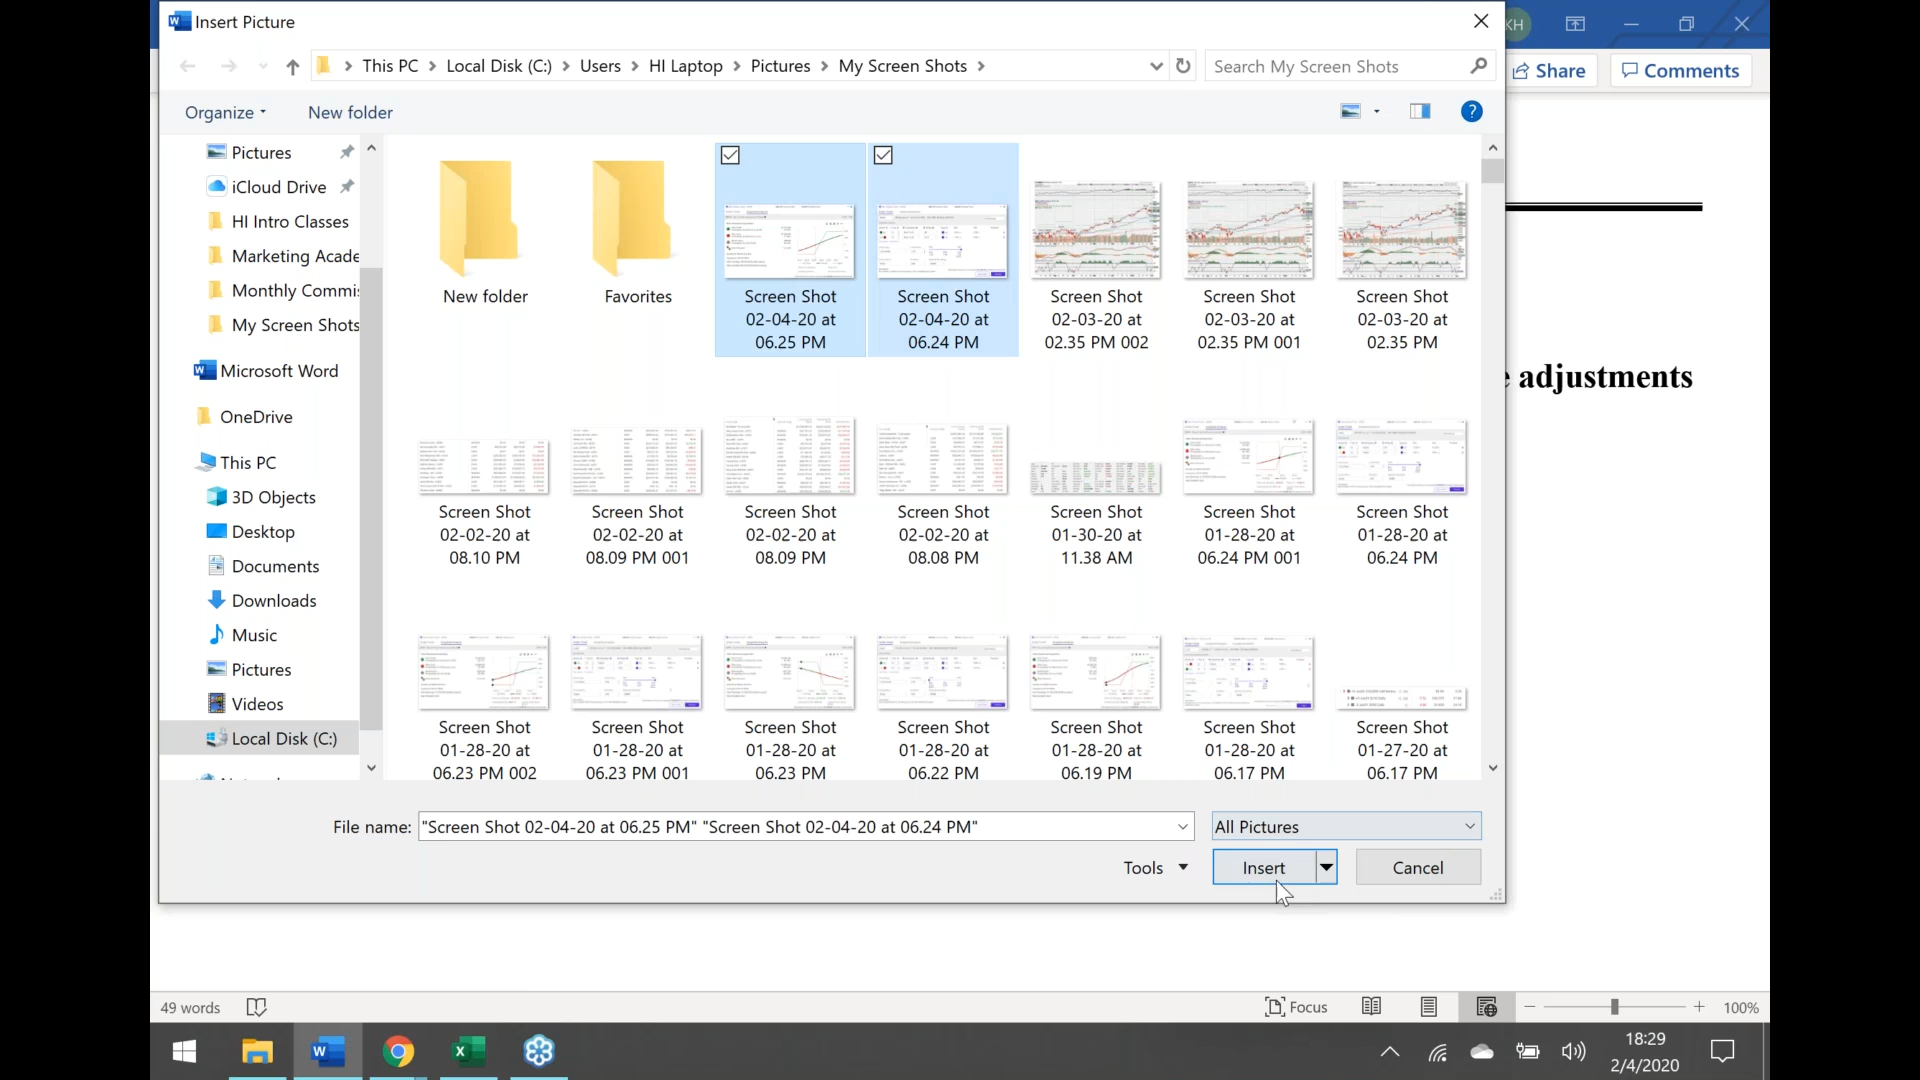 Insert Picture
KH
This PC
Local Disk (C:)
Users
HI Laptop
Pictures
My Screen Shots
Search My Screen Shots
Share
Comments
Organize
New folder
?
Pictures
iCloud Drive
HI Intro Classes
Marketing Acade
Monthly Commi
My Screen Shots
Microsoft Word
OneDrive
This PC
3D Objects
Desktop
Documents
Downloads
Music
Pictures
Videos
Local Disk (C:)
New folder
Favorites
Screen Shot
02-04-20 at
06.25 PM
Screen Shot
02-04-20 at
06.24 PM
Screen Shot
02-03-20 at
02.35 PM 002
Screen Shot
02-03-20 at
02.35 PM 001
Screen Shot
02-03-20 at
02.35 PM
adjustments
Screen Shot
02-02-20 at
08.10 PM
Screen Shot
02-02-20 at
08.09 PM 001
Screen Shot
02-02-20 at
08.09 PM
Screen Shot
02-02-20 at
08.08 PM
Screen Shot
01-30-20 at
11.38 AM
Screen Shot
01-28-20 at
06.24 PM 001
Screen Shot
01-28-20 at
06.24 PM
Screen Shot
01-28-20 at
06.23 PM 002
Screen Shot
01-28-20 at
06.23 PM 001
Screen Shot
01-28-20 at
06.23 PM
Screen Shot
01-28-20 at
06.22 PM
Screen Shot
01-28-20 at
06.19 PM
Screen Shot
01-28-20 at
06.17 PM
Screen Shot
01-27-20 at
06.17 PM
File name:
"Screen Shot 02-04-20 at 06.25 PM" "Screen Shot 02-04-20 at 06.24 PM"
All Pictures
Tools
Insert
Cancel
49 words
Focus
100%
18:29
2/4/2020